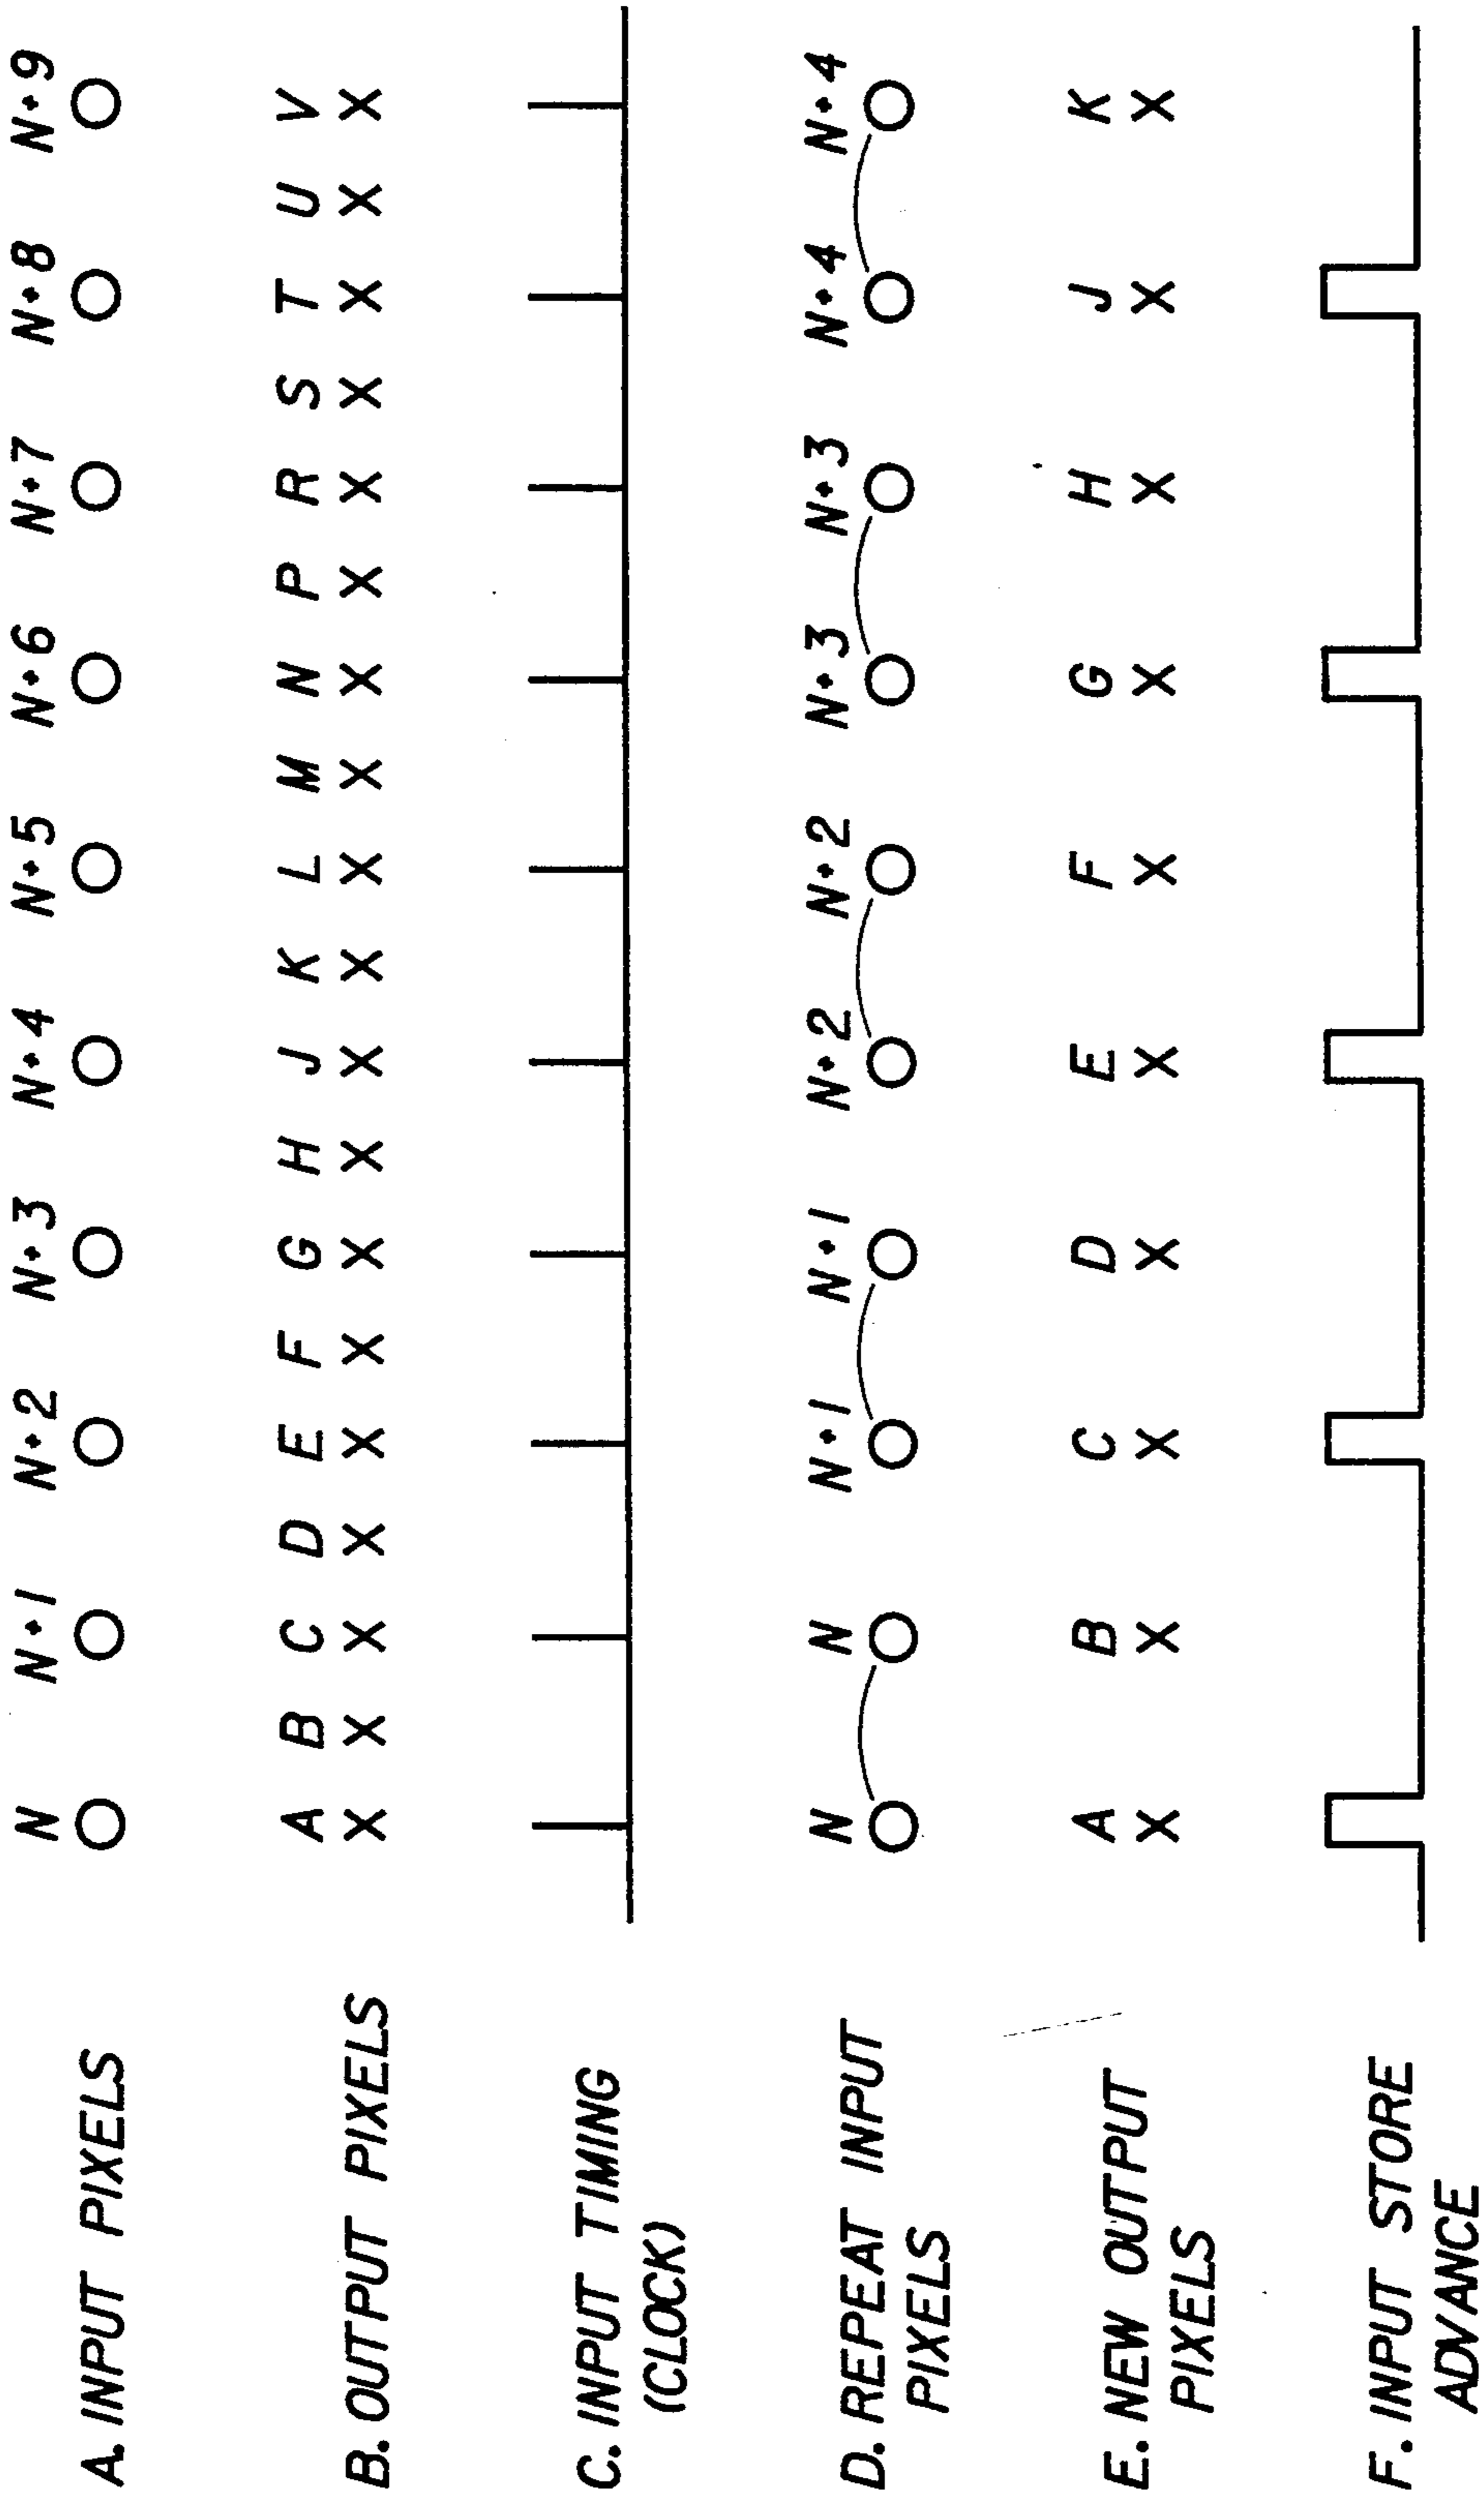 A. INPUT PIXELS
N N+1 N+2 N+3 N+4 N+5 N+6 N+7 N+8 N+9
B. OUTPUT PIXELS
A B C D E F G H J K L M N P R S T U V
X X X X X X X X X X X X X X X X X X X
C. INPUT TIMING
(CLOCK)
D. REPEAT INPUT
PIXELS
N N N+1 N+1 N+2 N+2 N+3 N+3 N+4 N+4
E. NEW OUTPUT
PIXELS
A B C D E F G H J K
X X X X X X X X X X
F. INPUT STORE
ADVANCE